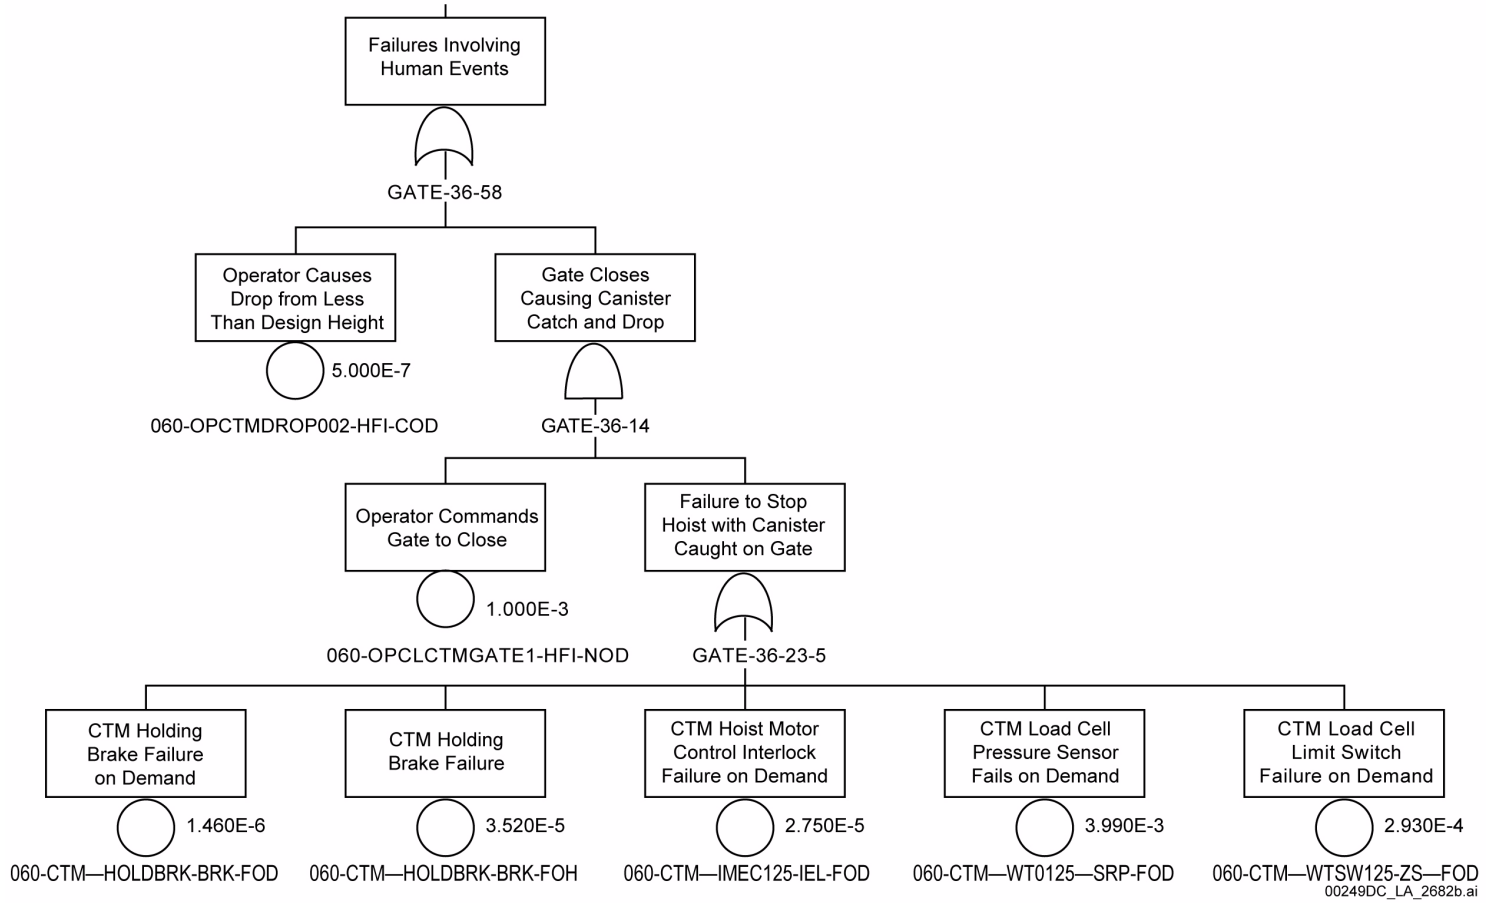 Failures Involving
Human Events
GATE-36-58
Operator Causes
Drop from Less
Than Design Height
5.000E-7
060-OPCTMDROP002-HFI-COD
Gate Closes
Causing Canister
Catch and Drop
GATE-36-14
Operator Commands
Gate to Close
1.000E-3
060-OPCLCTMGATE1-HFI-NOD
Failure to Stop
Hoist with Canister
Caught on Gate
GATE-36-23-5
CTM Holding
Brake Failure
on Demand
1.460E-6
060-CTM—HOLDBRK-BRK-FOD
CTM Holding
Brake Failure
3.520E-5
060-CTM—HOLDBRK-BRK-FOH
CTM Hoist Motor
Control Interlock
Failure on Demand
2.750E-5
060-CTM—IMEC125-IEL-FOD
CTM Load Cell
Pressure Sensor
Fails on Demand
3.990E-3
060-CTM—WT0125—SRP-FOD
CTM Load Cell
Limit Switch
Failure on Demand
2.930E-4
060-CTM—WTSW125-ZS—FOD
00249DC_LA_2682b.ai